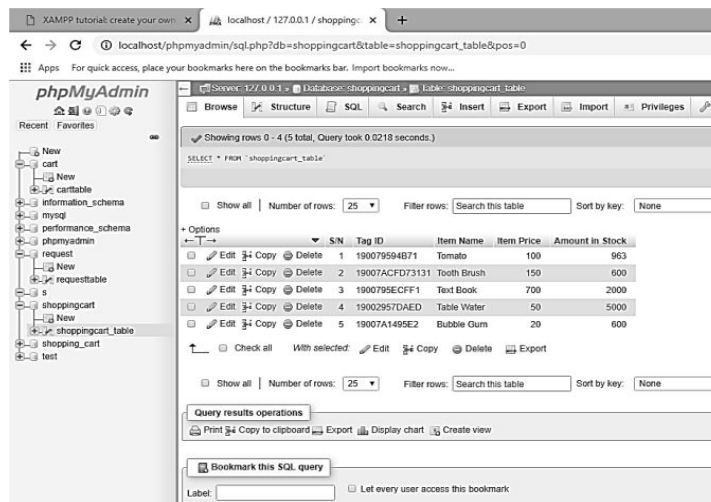 XAMPP tutorial: create your own
localhost / 127.0.0.1 / shoppingc
localhost/phpmyadmin/sql.php?db=shoppingcart&table=shoppingcart_table&pos=0
Apps For quick access, place your bookmarks here on the bookmarks bar. Import bookmarks now...
phpMyAdmin
Recent Favorites
New
cart
New
carttable
information_schema
mysql
performance_schema
phpmyadmin
request
New
requesttable
s
shoppingcart
New
shoppingcart_table
shopping_cart
test
Server: 127.0.0.1 » Database: shoppingcart » Table: shoppingcart_table
Browse Structure SQL Search Insert Export Import Privileges
Showing rows 0 - 4 (5 total, Query took 0.0218 seconds.)
SELECT * FROM `shoppingcart_table`
Show all Number of rows: 25 Filter rows: Search this table Sort by key: None
+ Options
S/N Tag ID Item Name Item Price Amount in Stock
Edit Copy Delete 1 190079594B71 Tomato 100 963
Edit Copy Delete 2 19007ACFD73131 Tooth Brush 150 600
Edit Copy Delete 3 1900795ECFF1 Text Book 700 2000
Edit Copy Delete 4 19002957DAED Table Water 50 5000
Edit Copy Delete 5 19007A1495E2 Bubble Gum 20 600
Check all With selected: Edit Copy Delete Export
Show all Number of rows: 25 Filter rows: Search this table Sort by key: None
Query results operations
Print Copy to clipboard Export Display chart Create view
Bookmark this SQL query
Label: Let every user access this bookmark